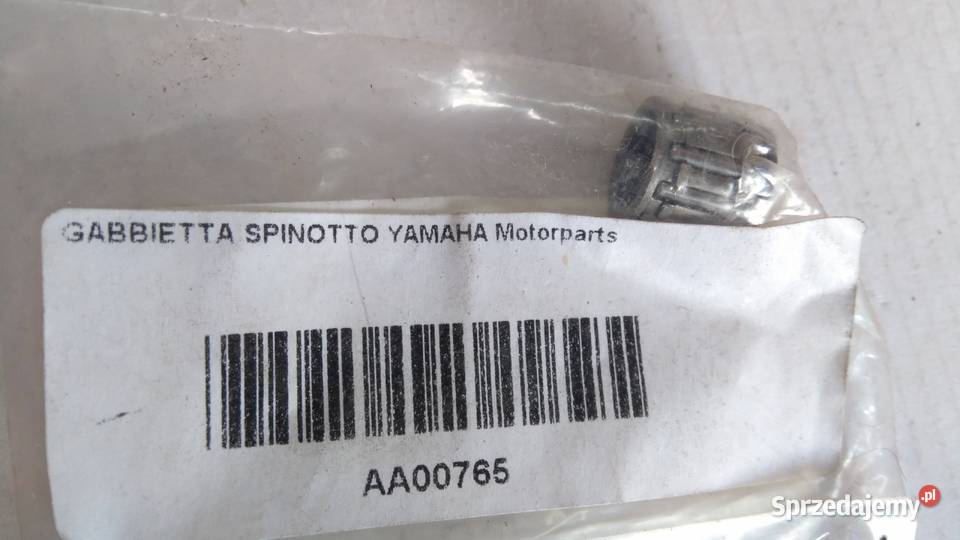 GABBIETTA SPINOTTO YAMAHA Motorparts
AA00765
Sprzedajemy.pl